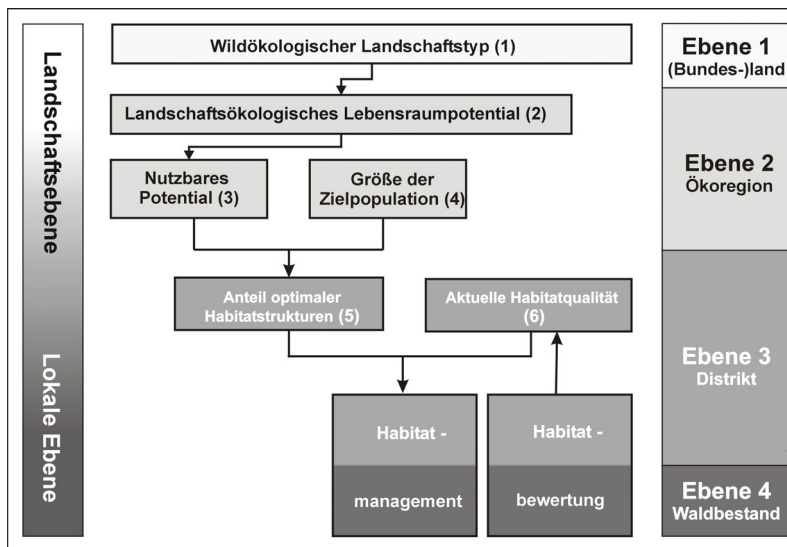 Landschaftsebene
Lokale Ebene
Wildökologischer Landschaftstyp (1)
Landschaftsökologisches Lebensraumpotential (2)
Nutzbares
Potential (3)
Größe der
Zielpopulation (4)
Anteil optimaler
Habitatstrukturen (5)
Aktuelle Habitatqualität
(6)
Habitat -
management
Habitat -
bewertung
Ebene 1
(Bundes-)land
Ebene 2
Ökoregion
Ebene 3
Distrikt
Ebene 4
Waldbestand